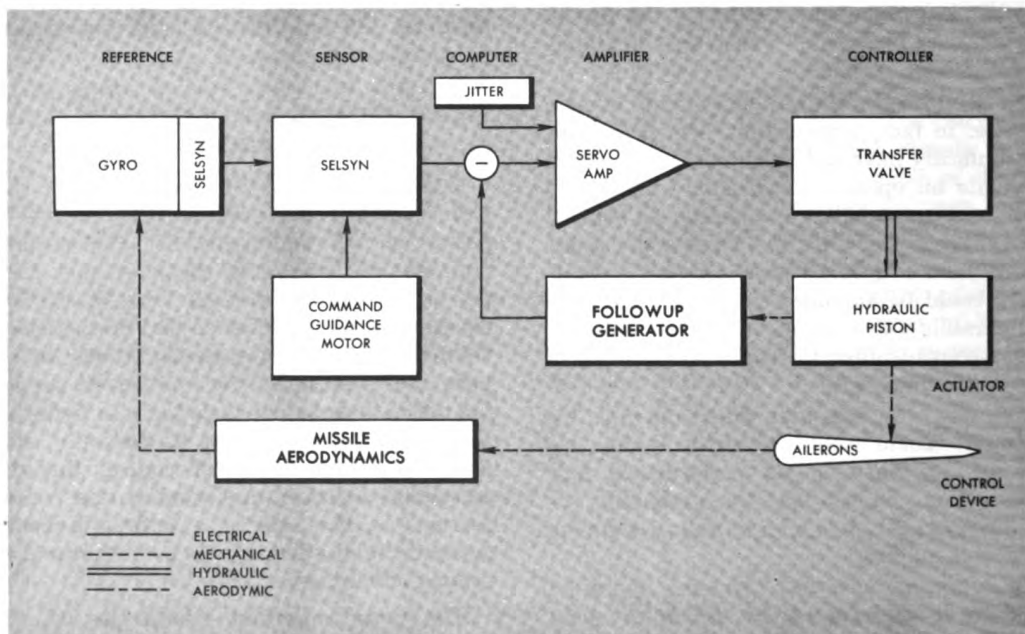 REFERENCE
SENSOR
COMPUTER
AMPLIFIER
CONTROLLER
JITTER
GYRO
SELSYN
SELSYN
SERVO
AMP
TRANSFER
VALVE
COMMAND
GUIDANCE
MOTOR
FOLLOWUP
GENERATOR
HYDRAULIC
PISTON
ACTUATOR
MISSILE
AERODYNAMICS
AILERONS
CONTROL
DEVICE
ELECTRICAL
MECHANICAL
HYDRAULIC
AERODYMIC